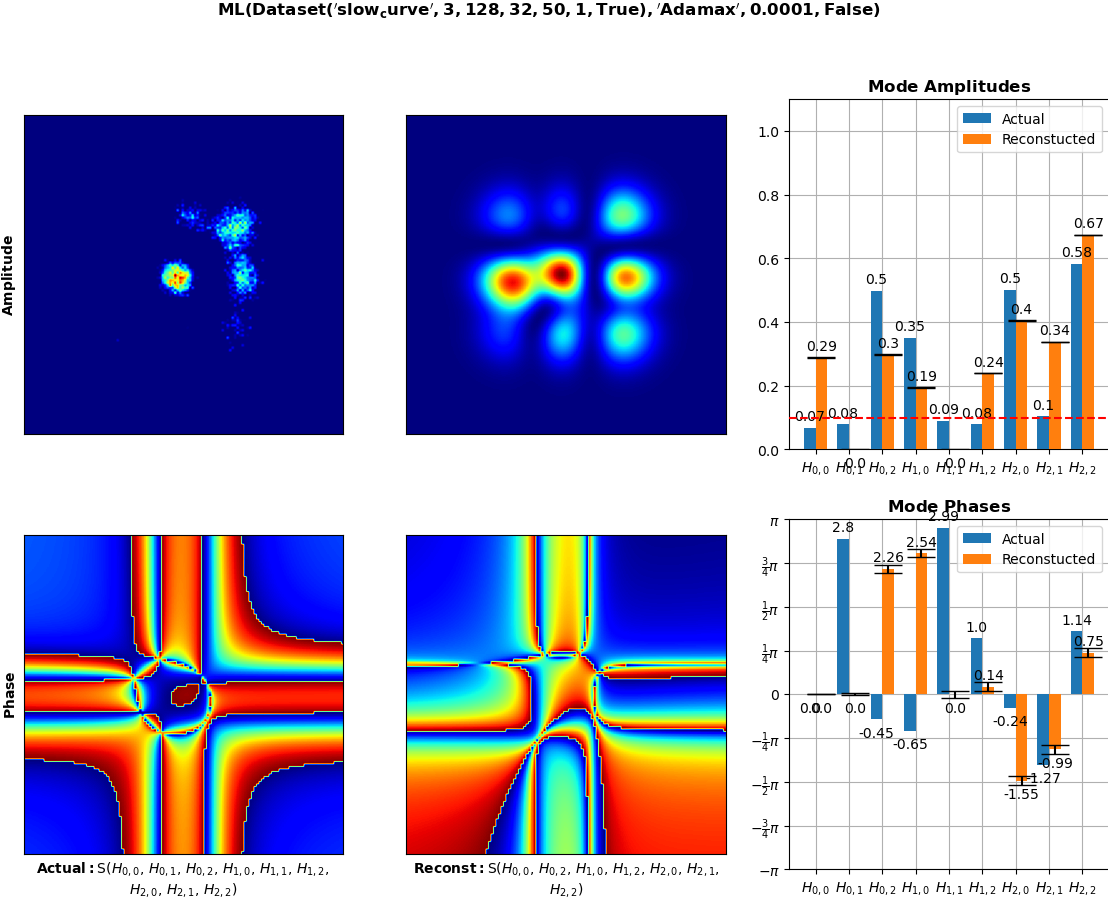 ML(Dataset('slow_curve', 3, 128, 32, 50, 1, True), 'Adamax', 0.0001, False)
Amplitude
Mode Amplitudes
Actual
Reconstucted
1.0
0.8
0.6
0.4
0.2
0.0
0.07
0.29
0.08
0.0
0.5
0.3
0.35
0.19
0.09
0.0
0.08
0.24
0.5
0.4
0.1
0.34
0.58
0.67
H0,0 H0,1 H0,2 H1,0 H1,1 H1,2 H2,0 H2,1 H2,2
Phase
Actual: S(H0,0, H0,1, H0,2, H1,0, H1,1, H1,2,
H2,0, H2,1, H2,2)
Reconst: S(H0,0, H0,2, H1,0, H1,2, H2,0, H2,1,
H2,2)
Mode Phases
Actual
Reconstucted
π
3/4π
1/2π
1/4π
0
−1/4π
−1/2π
−3/4π
−π
0.0
0.0
2.8
0.0
-0.45
2.26
-0.65
2.54
2.99
0.0
1.0
0.14
-0.24
-1.55
-1.27
-0.99
1.14
0.75
H0,0 H0,1 H0,2 H1,0 H1,1 H1,2 H2,0 H2,1 H2,2